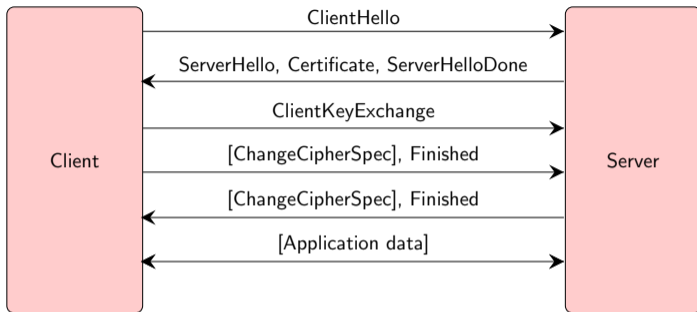 ClientHello
ServerHello, Certificate, ServerHelloDone
ClientKeyExchange
Client
[ChangeCipherSpec], Finished
Server
[ChangeCipherSpec], Finished
[Application data]